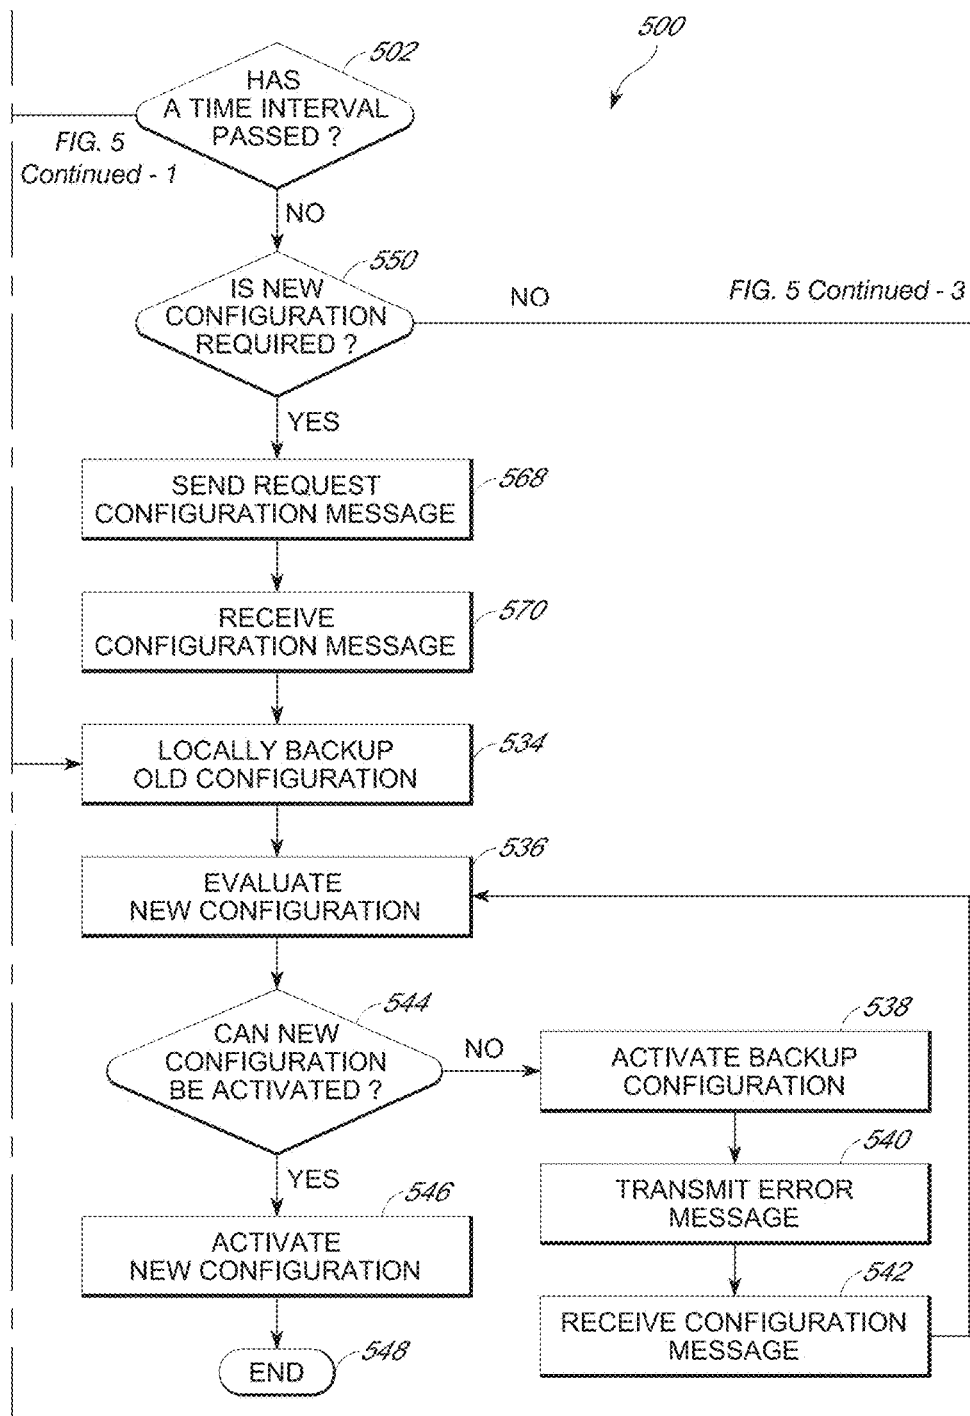 500
502
HAS
A TIME INTERVAL
PASSED ?
FIG. 5
Continued - 1
NO
550
IS NEW
CONFIGURATION
REQUIRED ?
NO
FIG. 5 Continued - 3
YES
SEND REQUEST
CONFIGURATION MESSAGE
568
RECEIVE
CONFIGURATION MESSAGE
570
LOCALLY BACKUP
OLD CONFIGURATION
534
EVALUATE
NEW CONFIGURATION
536
544
CAN NEW
CONFIGURATION
BE ACTIVATED ?
NO
538
ACTIVATE BACKUP
CONFIGURATION
540
TRANSMIT ERROR
MESSAGE
542
RECEIVE CONFIGURATION
MESSAGE
YES
546
ACTIVATE
NEW CONFIGURATION
END
548